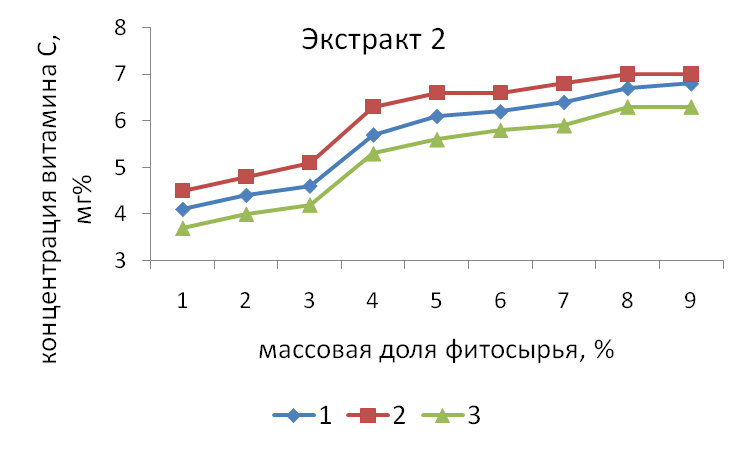 Экстракт 2
концентрация витамина С,
мг%
8
7
6
5
4
3
1 2 3 4 5 6 7 8 9
массовая доля фитосырья, %
1 2 3